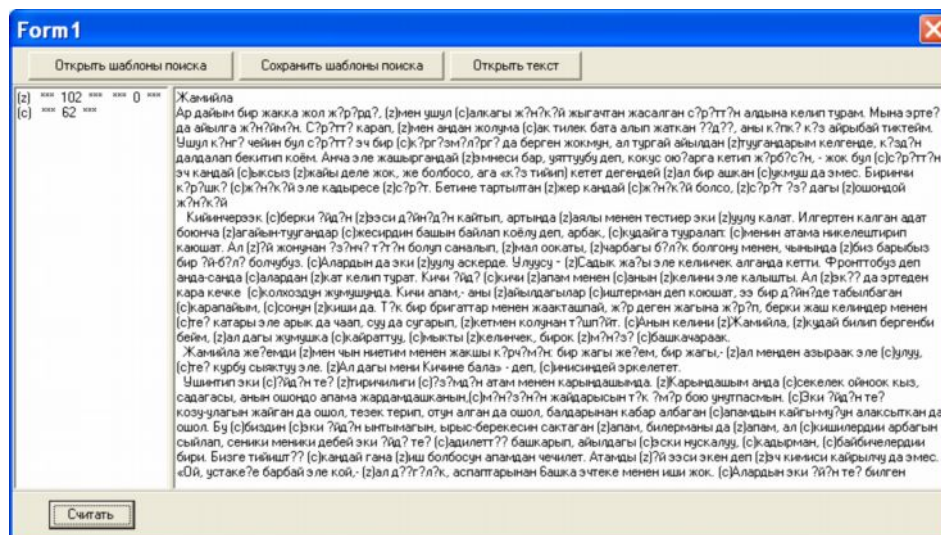 Form1
Открыть шаблоны поиска Сохранить шаблоны поиска Открыть текст
(z) *** 102 *** *** 0 ***
(c) *** 62 ***
Жамийла
Ар дайым бир жакка жол ж?р?рд?, (z)мен ушул (c)алкагы ж?н?к?й жыгачтан жасалган с?р?тт?н алдына келип турам. Мына эрте?
да айылга ж?н?йм?н. С?р?тт? карап, (z)мен андан жолума (c)ак тилек бата алып жаткан ??д??, аны к?пк? к?з айрыбай тиктейм.
Ушул к?нг? чейин бул с?р?тт? эч бир (c)к?рг?зм?л?рг? да берген жокмун, ал тургай айылдан (z)туугандарым келгенде, к?зд?н
далдалап бекитип коём. Анча эле жашыргандай (z)эмнеси бар, уяттуубу деп, кокус ою?арга кетип ж?рб?с?н, - жок бул (c)с?р?тт?н
эч кандай (c)ыксыз (z)жайы деле жок, же болбосо, ага «к?з тийип) кетет дегендей (z)ал бир ашкан (c)укмуш да эмес. Биринчи
к?р?шк? (c)ж?н?к?й эле кадыресе (z)с?р?т. Бетине тартылган (z)жер кандай (c)ж?н?к?й болсо, (z)с?р?т ?з? дагы (z)ошондой
ж?н?к?й
Кийинчерээк (c)берки ?йд?н (z)ээси д?йн?д?н кайтып, артында (z)аялы менен тестиер эки (z)уулу калат. Илгертен калган адат
боюнча (z)агайын-туугандар (c)жесирдин башын байлап коёлу деп, арбак, (c)кудайга тууралап: (c)менин атама никелештирип
каюшат. Ал (z)?й жонунан ?з?нч? т?т?н болуп саналып, (z)мал оокаты, (z)чарбагы б?л?к болгону менен, чынында (z)биз барыбыз
бир ?й-б?л? болчубуз. (c)Алардын да эки (z)уулу аскерде. Улуусу - (z)Садык жа?ы эле келиичек алганда кетти. Фронттобуз деп
анда-санда (c)алардан (z)кат келип турат. Кичи ?йд? (c)кичи (z)апам менен (c)анын (z)келини эле калышты. Ал (z)эк?? да эртеден
кара кечке (c)колхоздун жумушунда. Кичи апам,- аны (z)айылдагылар (c)иштерман деп коюшат, ээ бир д?йн?де табылбаган
(c)карапайым, (c)сонун (z)киши да. Т?к бир бригаттар менен жаакташпай, ж?р деген жагына ж?р?п, берки жаш келиндер менен
(c)те? катары эле арык да чаап, суу да сугарып, (z)кетмен колунан т?шп?йт. (c)Анын келини (z)Жамийла, (z)кудай билип бергенби
бейм, (z)ал дагы жумушка (c)кайраттуу, (c)мыкты (z)келинчек, бирок (z)м?н?з? (c)башкачараак.
Жамийла же?емди (z)мен чын ниетим менен жакшы к?рч?м?н: бир жагы же?ем, бир жагы,- (z)ал менден азыраак эле (c)улуу,
(c)те? курбу сыяктуу эле. (z)Ал дагы мени Кичине бала» - деп, (c)инисиндей эркелетет.
Ушинтип эки (c)?йд?н те? (z)тиричилиги (c)?з?мд?н атам менен карындашымда. (z)Карындашым анда (c)секелек ойноок кыз,
садагасы, анын ошондо апама жардамдашканын,(c)м?н?з?н?н жайдарысын т?к ?м?р бою унутпасмын. (c)Эки ?йд?н те?
козу-улагын жайган да ошол, тезек терип, отун алган да ошол, балдарынан кабар албаган (c)апамдын кайгы-му?ун алаксыткан да
ошол. Бу (c)биздин (c)эки ?йд?н ынтымагын, ырыс-берекесин сактаган (z)апам, билерманы да (z)апам, ал (c)кишилердин арбагын
сыйлап, сеники меники дебей эки ?йд? те? (c)адилетт?? башкарып, айылдагы (c)эски нускалуу, (c)кадырман, (c)байбичелердин
бири. Бизге тийишт?? (c)кандай гана (z)иш болбосун апамдан чечилет. Атамды (z)?й ээси экен деп (z)эч кимиси кайрылчу да эмес.
«Ой, устаке?е барбай эле кой,- (z)ал д??г?л?к, аспаптарынан башка эчтеке менен иши жок. (c)Алардын эки ?й?н те? билген
Считать